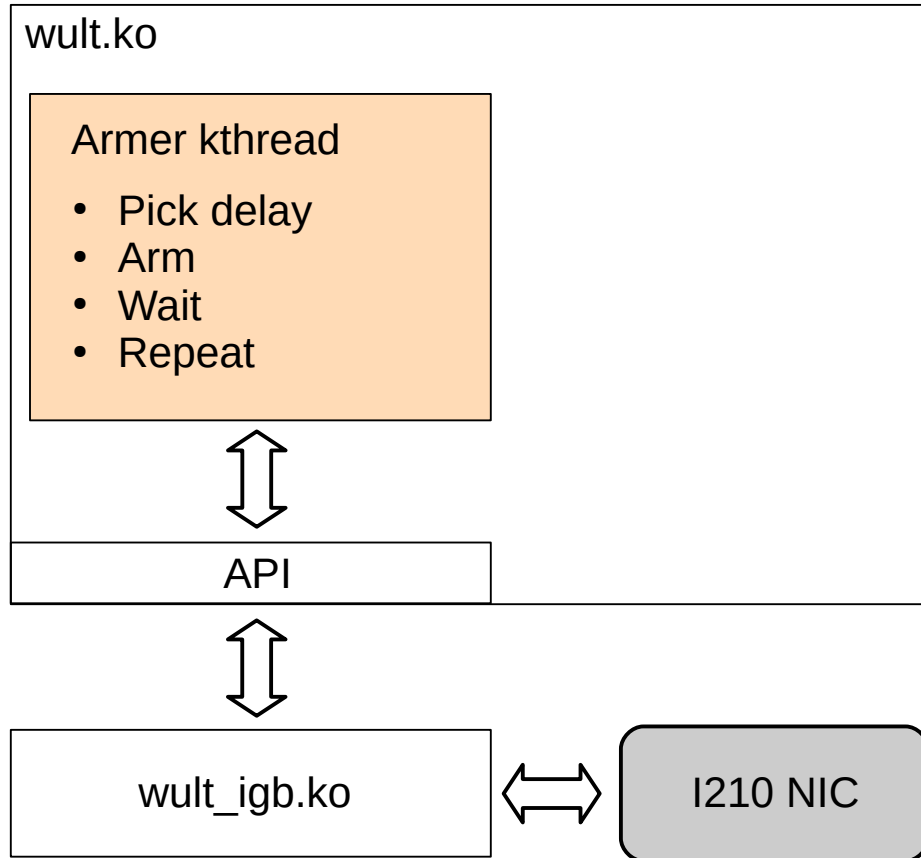 wult.ko
Armer kthread
• Pick delay
• Arm
• Wait
• Repeat
API
wult_igb.ko
I210 NIC